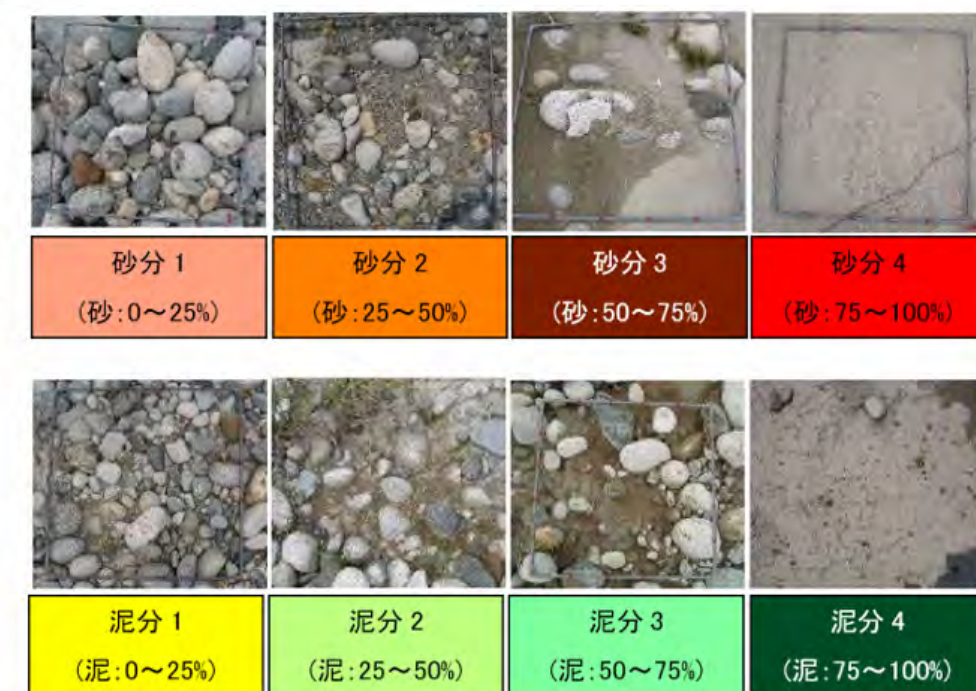 砂分1
(砂:0～25%)
砂分2
(砂:25～50%)
砂分3
(砂:50～75%)
砂分4
(砂:75～100%)
泥分1
(泥:0～25%)
泥分2
(泥:25～50%)
泥分3
(泥:50～75%)
泥分4
(泥:75～100%)